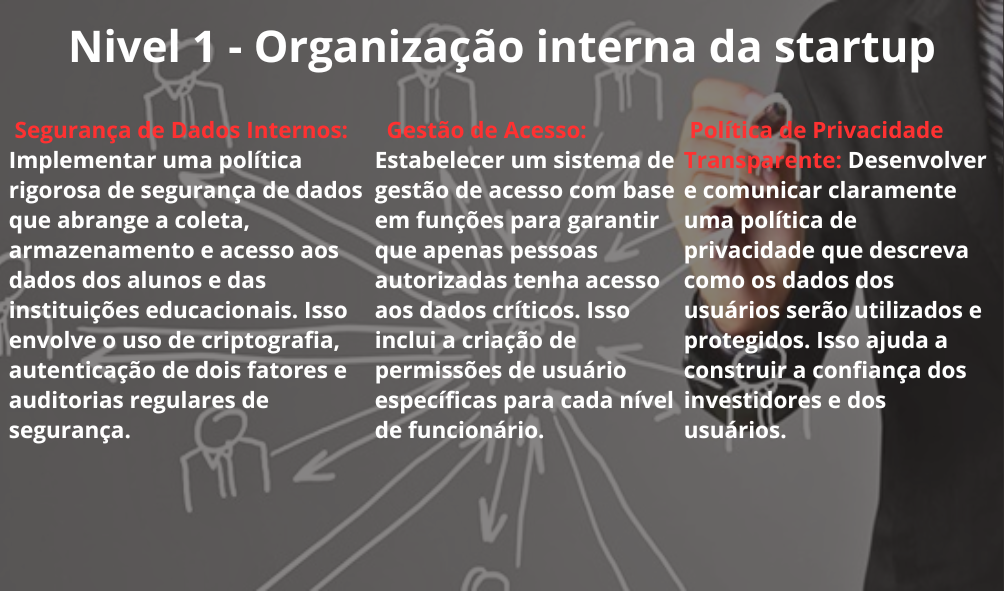 Nivel 1 - Organização interna da startup
Segurança de Dados Internos:
Implementar uma política
rigorosa de segurança de dados
que abrange a coleta,
armazenamento e acesso aos
dados dos alunos e das
instituições educacionais. Isso
envolve o uso de criptografia,
autenticação de dois fatores e
auditorias regulares de
segurança.
Gestão de Acesso:
Estabelecer um sistema de
gestão de acesso com base
em funções para garantir
que apenas pessoas
autorizadas tenha acesso
aos dados críticos. Isso
inclui a criação de
permissões de usuário
específicas para cada nível
de funcionário.
Política de Privacidade
Transparente: Desenvolver
e comunicar claramente
uma política de
privacidade que descreva
como os dados dos
usuários serão utilizados e
protegidos. Isso ajuda a
construir a confiança dos
investidores e dos
usuários.